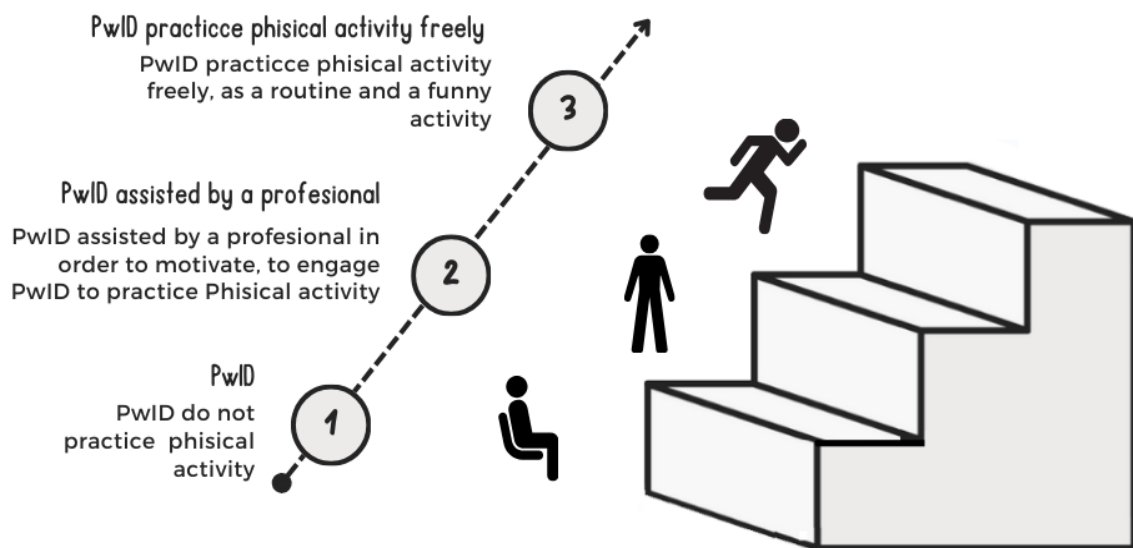 PwID practicce phisical activity freely
PwID practicce phisical activity
freely, as a routine and a funny
activity
3
PwID assisted by a profesional
PwID assisted by a profesional in
order to motivate, to engage
PwID to practice Phisical activity
2
PwID
PwID do not
practice phisical
activity
1